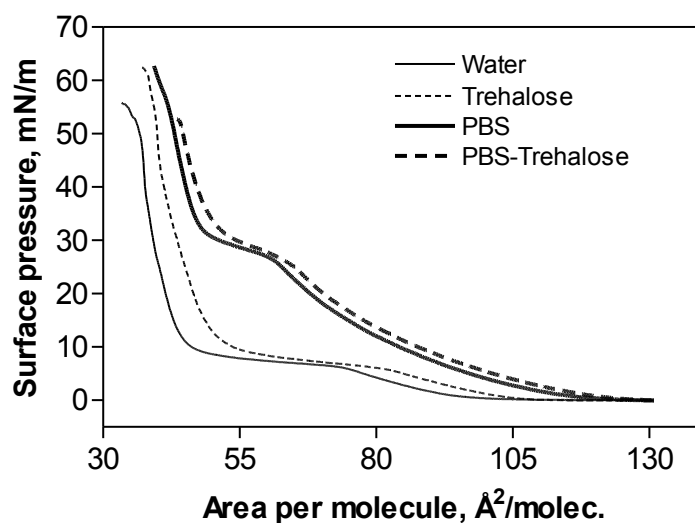 70
60
50
40
30
20
10
0
Surface pressure, mN/m
Water
Trehalose
PBS
PBS-Trehalose
30 55 80 105 130
Area per molecule, Å²/molec.